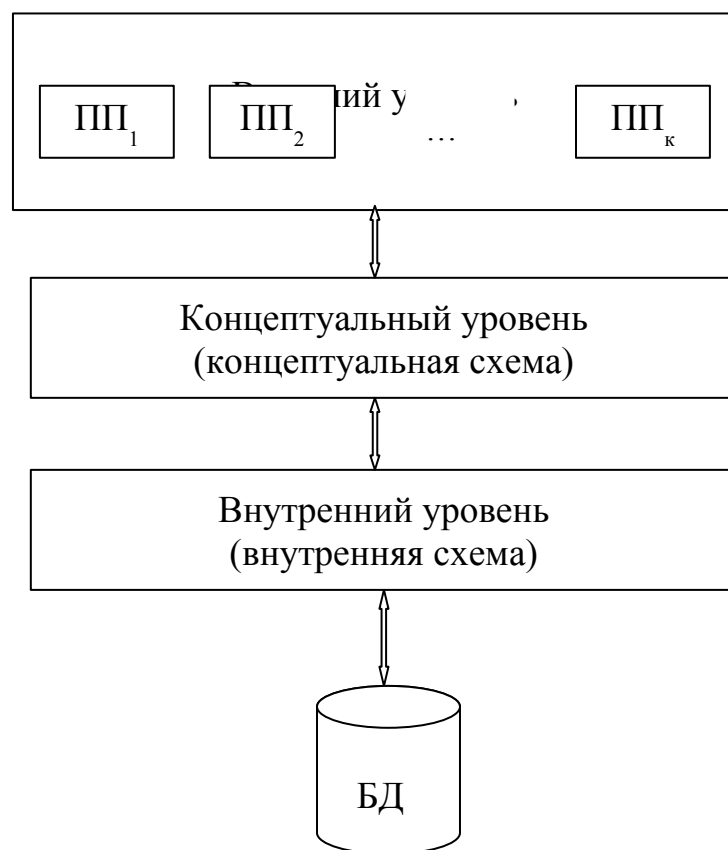 ПП1 ПП2 … ППк
Концептуальный уровень
(концептуальная схема)
Внутренний уровень
(внутренняя схема)
БД